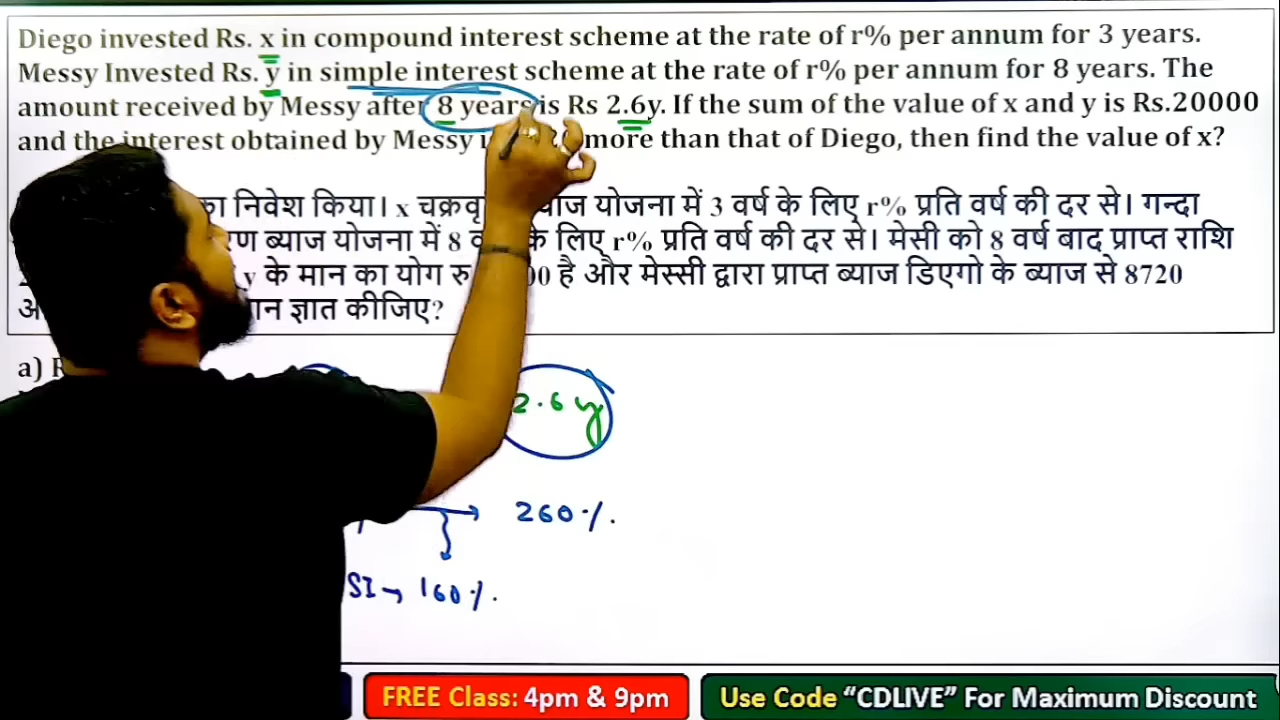 Diego invested Rs. x in compound interest scheme at the rate of r% per annum for 3 years.
Messy Invested Rs. y in simple interest scheme at the rate of r% per annum for 8 years. The
amount received by Messy after 8 years is Rs 2.6y. If the sum of the value of x and y is Rs.20000
and the interest obtained by Messy more than that of Diego, then find the value of x?
का निवेश किया। x ब्याज योजना में 3 वर्ष के लिए r% प्रति वर्ष की दर से। गन्दा
ब्याज योजना में 8 के लिए r% प्रति वर्ष की दर से। मेसी को 8 वर्ष बाद प्राप्त राशि
y के मान का योग है और मेस्सी द्वारा प्राप्त ब्याज डिएगो के ब्याज से 8720
ज्ञात कीजिए?
a)
2.6 y
260%.
SI → 160%.
FREE Class: 4pm & 9pm
Use Code “CDLIVE” For Maximum Discount